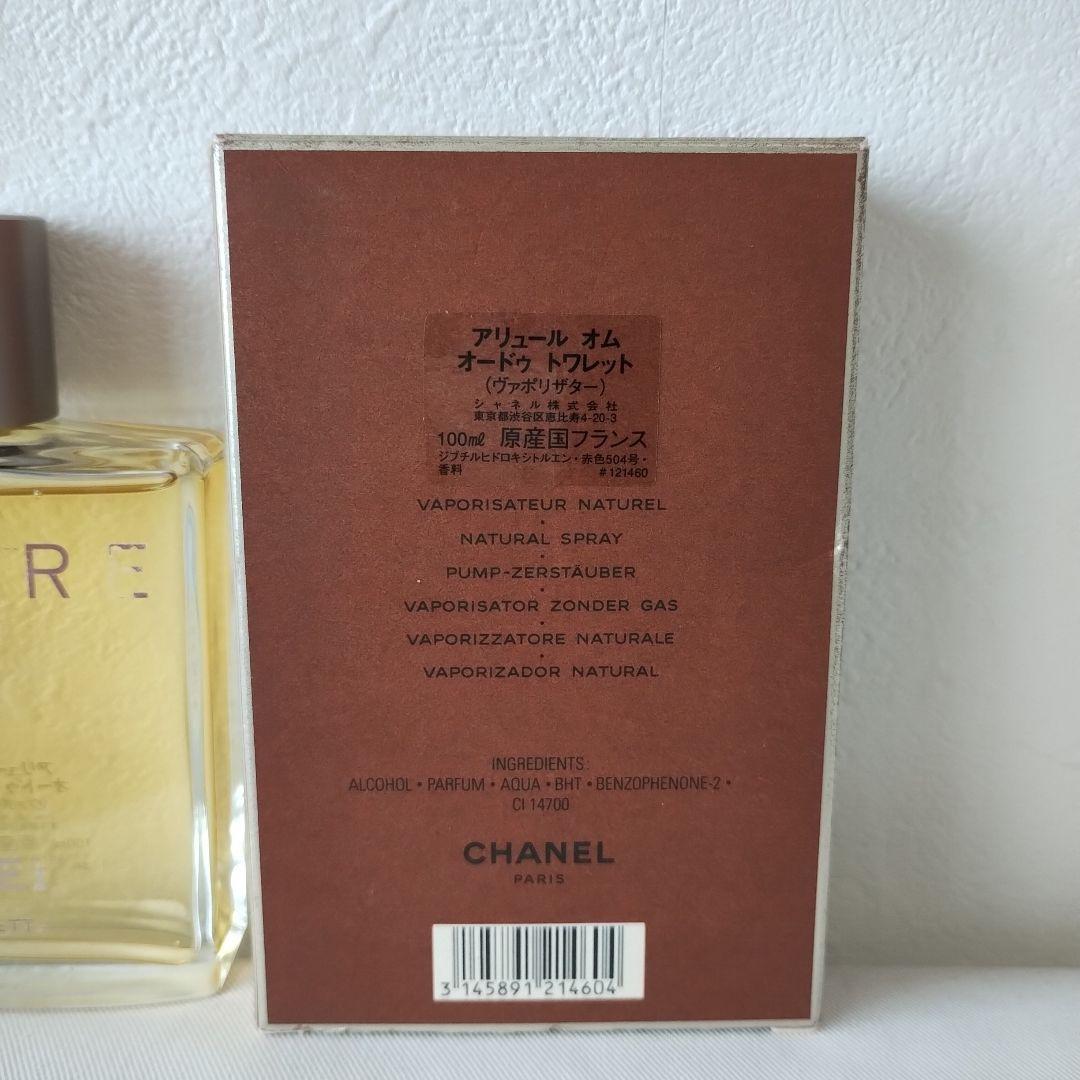 アリュール オム
オードゥ トワレット
(ヴァポリザター)
シャネル株式会社
東京都渋谷区恵比寿4-20-3
100㎖ 原産国フランス
ジブチルヒドロキシトルエン・赤色504号・
香料 #121460
VAPORISATEUR NATUREL
·
NATURAL SPRAY
·
PUMP-ZERSTÄUBER
·
VAPORISATOR ZONDER GAS
·
VAPORIZZATORE NATURALE
·
VAPORIZADOR NATURAL
INGREDIENTS:
ALCOHOL • PARFUM • AQUA • BHT • BENZOPHENONE-2 •
CI 14700
CHANEL
PARIS
3 145891 214604
RE